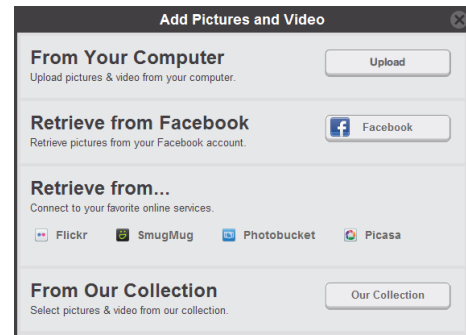 Add Pictures and Video
From Your Computer
Upload pictures & video from your computer.
Upload
Retrieve from Facebook
Retrieve pictures from your Facebook account.
Facebook
Retrieve from...
Connect to your favorite online services.
Flickr SmugMug Photobucket Picasa
From Our Collection
Select pictures & video from our collection.
Our Collection